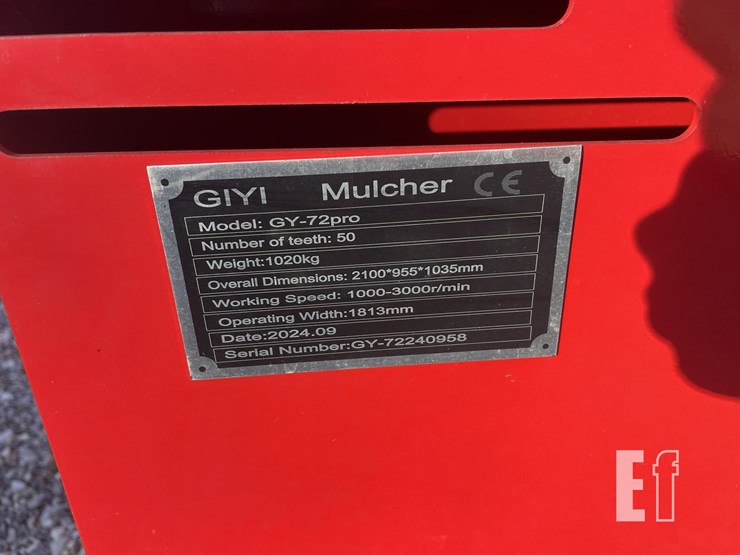 GIYI Mulcher CE
Model: GY-72pro
Number of teeth: 50
Weight:1020kg
Overall Dimensions: 2100*955*1035mm
Working Speed: 1000-3000r/min
Operating Width:1813mm
Date:2024.09
Serial Number:GY-72240958
Ef